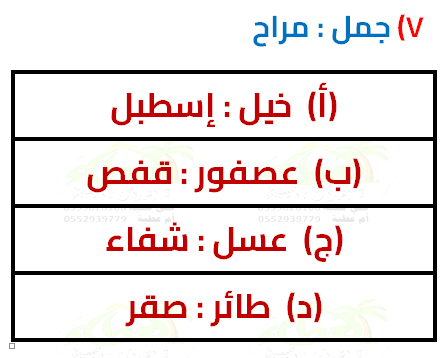 ٧) جمل : مراح
(أ) خيل : إسطبل
(ب) عصفور : قفص
0552939779
أم عطية
0552939779
أم عطية
(ج) عسل : شفاء
(د) طائر : صقر